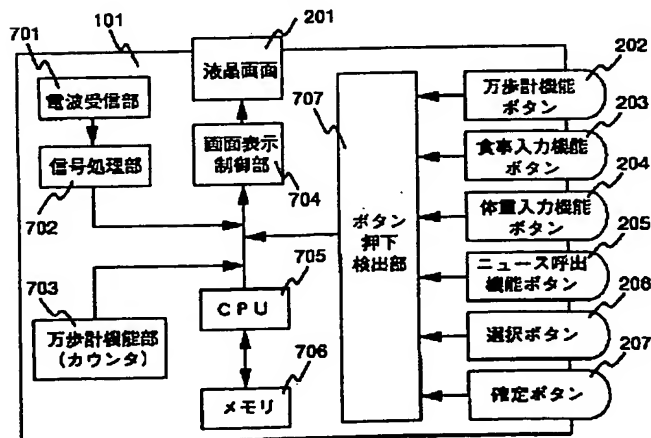 701
101
201
電波受信部
液晶画面
707
万歩計機能
ボタン
202
信号処理部
702
画面表示
制御部
704
食事入力機能
ボタン
203
体重入力機能
ボタン
204
ボタン
押下
検出部
703
705
CPU
ニュース呼出
機能ボタン
205
万歩計機能部
(カウンタ)
706
メモリ
選択ボタン
206
確定ボタン
207